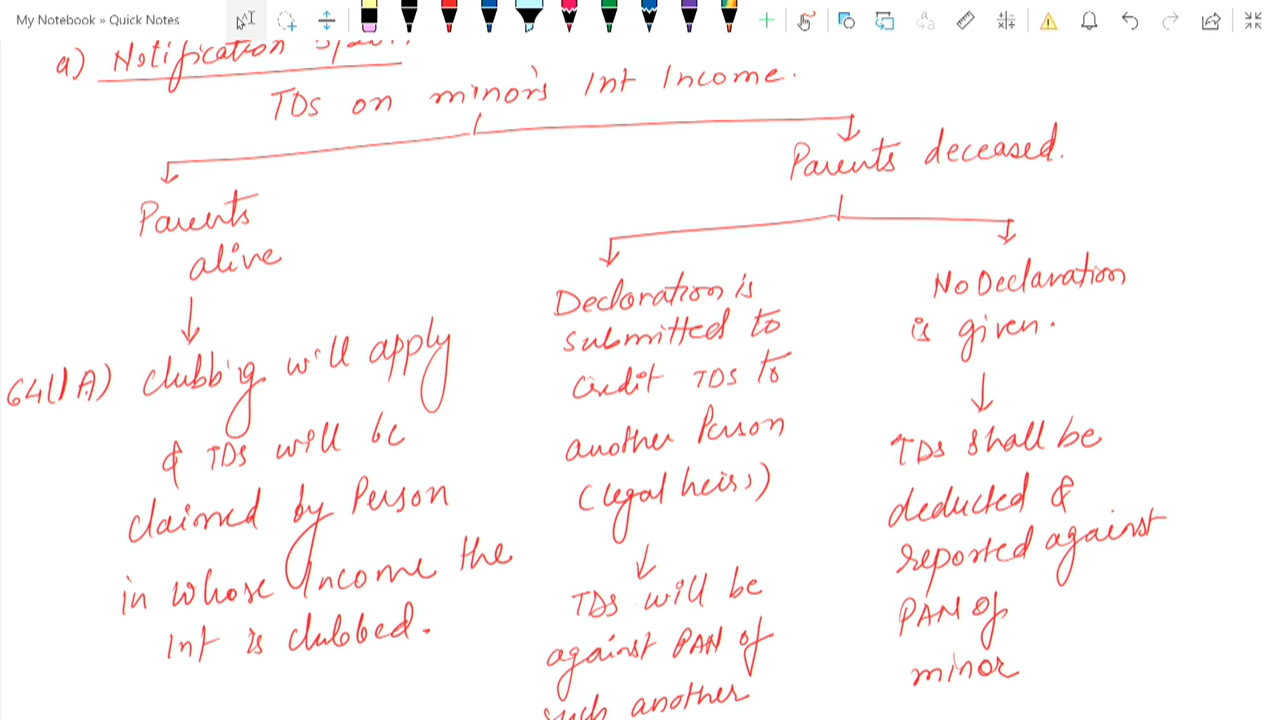 My Notebook » Quick Notes
a) Notification
TDS on minor's Int Income.
Parents alive
64(1A) clubbig will apply
& TDS will be
claimed by Person
in whose Income the
Int is clubbed.
Parents deceased.
Declaration is
submitted to
credit TDS to
another Person
(legal heirs)
TDS will be
against PAN of
such another
No Declaration
is given.
TDS shall be
deducted &
reported against
PAN of
minor